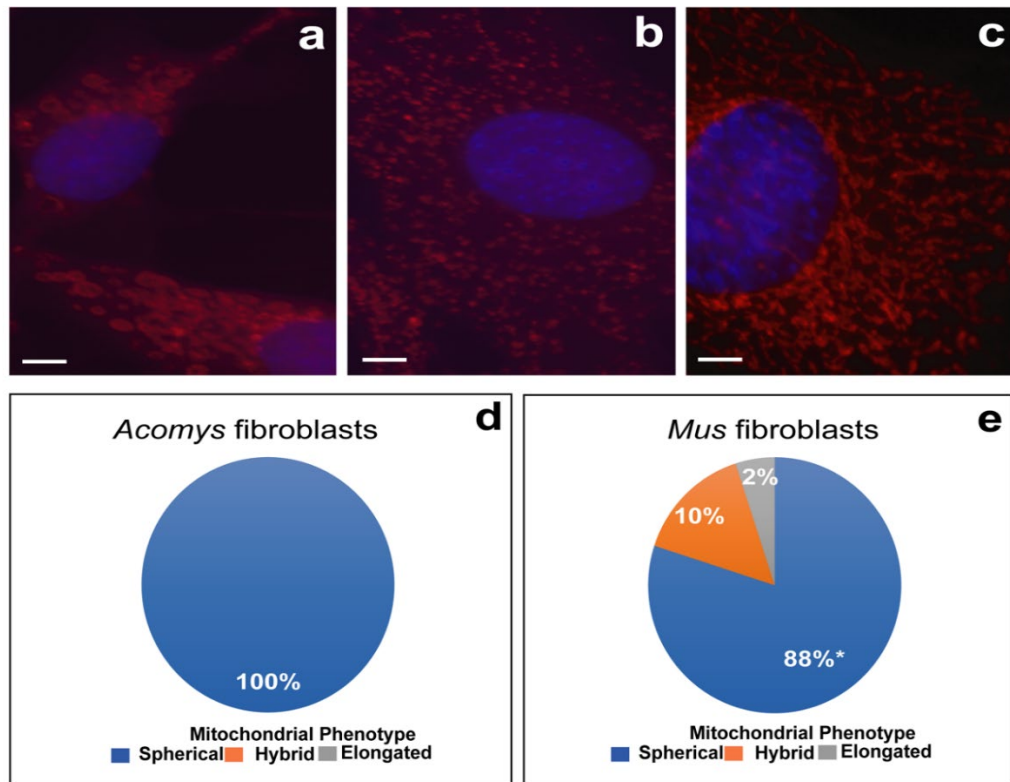 a b c
d
Acomys fibroblasts
100%
Mitochondrial Phenotype
Spherical Hybrid Elongated
e
Mus fibroblasts
2%
10%
88%*
Mitochondrial Phenotype
Spherical Hybrid Elongated